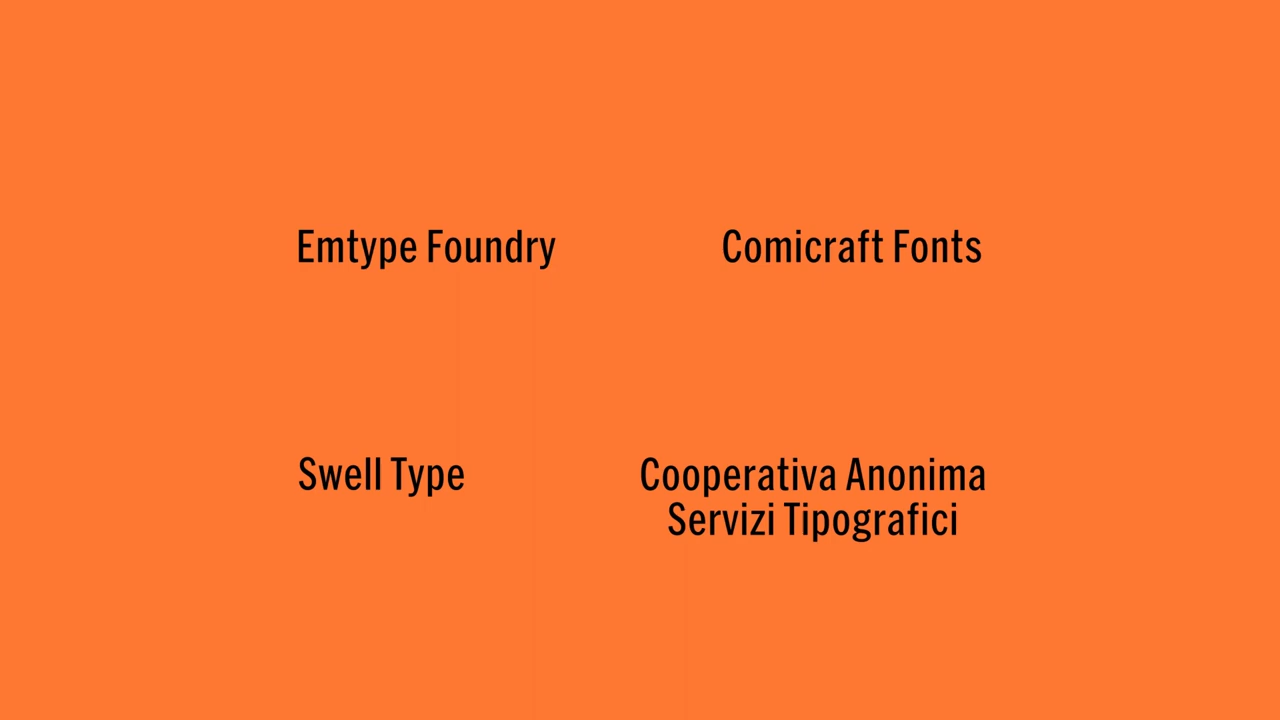 Emtype Foundry
Comicraft Fonts
Swell Type
Cooperativa Anonima
Servizi Tipografici